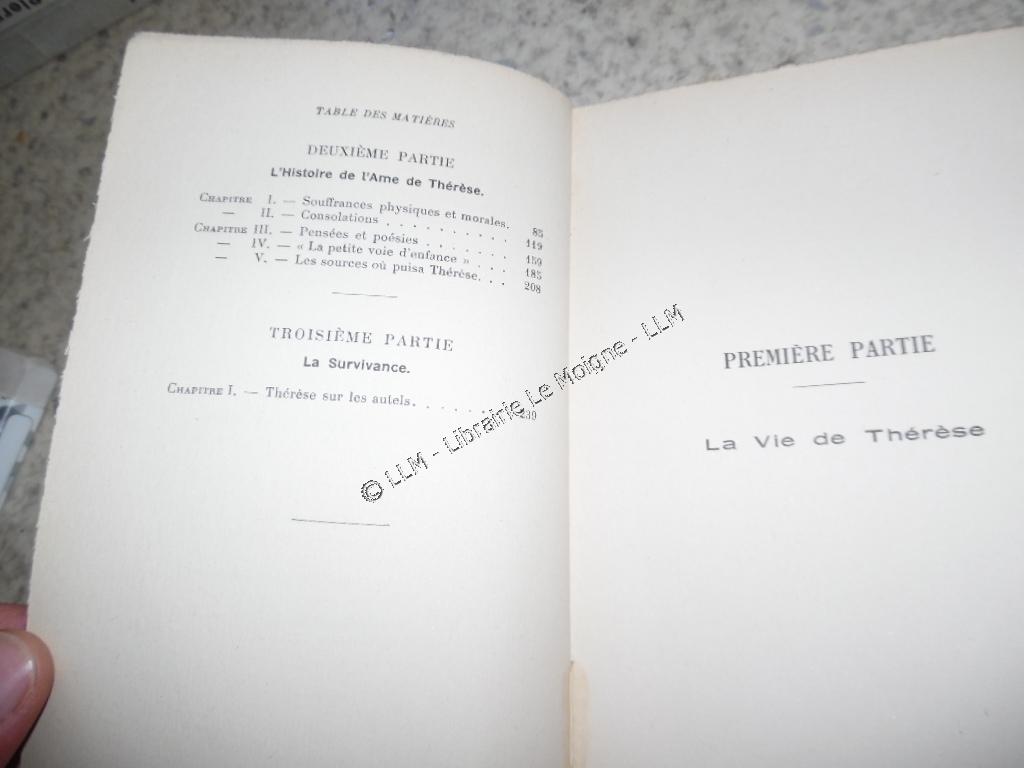 TABLE DES MATIÈRES
DEUXIÈME PARTIE
L'Histoire de l'Ame de Thérèse.
CHAPITRE I. — Souffrances physiques et morales. 85
— II. — Consolations . . . . . . . . . . 119
CHAPITRE III. — Pensées et poésies . . . . . . . 159
— IV. — « La petite voie d'enfance » . . . 185
— V. — Les sources où puisa Thérèse. . . 208
TROISIÈME PARTIE
La Survivance.
CHAPITRE I. — Thérèse sur les autels. . . . . . . . 239
PREMIÈRE PARTIE
La Vie de Thérèse
© LLM - Librairie Le Moigne - LLM